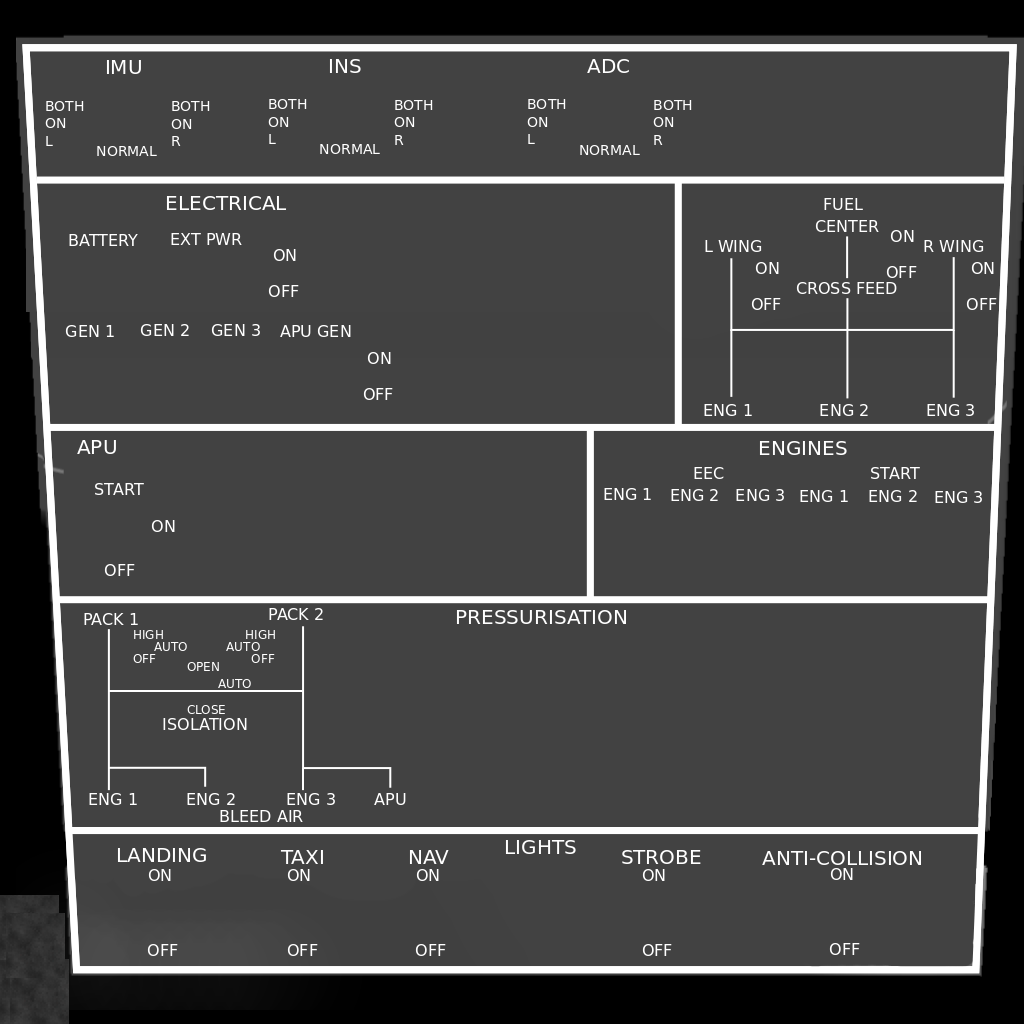 IMU INS ADC
BOTH BOTH BOTH BOTH BOTH BOTH
ON ON ON ON ON ON
L R L R L R
NORMAL NORMAL NORMAL
ELECTRICAL
BATTERY EXT PWR
ON
OFF
GEN 1 GEN 2 GEN 3 APU GEN
ON
OFF
FUEL
CENTER ON
L WING R WING
ON OFF ON
CROSS FEED
OFF OFF
ENG 1 ENG 2 ENG 3
APU
START
ON
OFF
ENGINES
EEC START
ENG 1 ENG 2 ENG 3 ENG 1 ENG 2 ENG 3
PACK 1 PACK 2 PRESSURISATION
HIGH HIGH
AUTO AUTO
OFF OFF
OPEN
AUTO
CLOSE
ISOLATION
ENG 1 ENG 2 ENG 3 APU
BLEED AIR
LIGHTS
LANDING TAXI NAV STROBE ANTI-COLLISION
ON ON ON ON ON
OFF OFF OFF OFF OFF